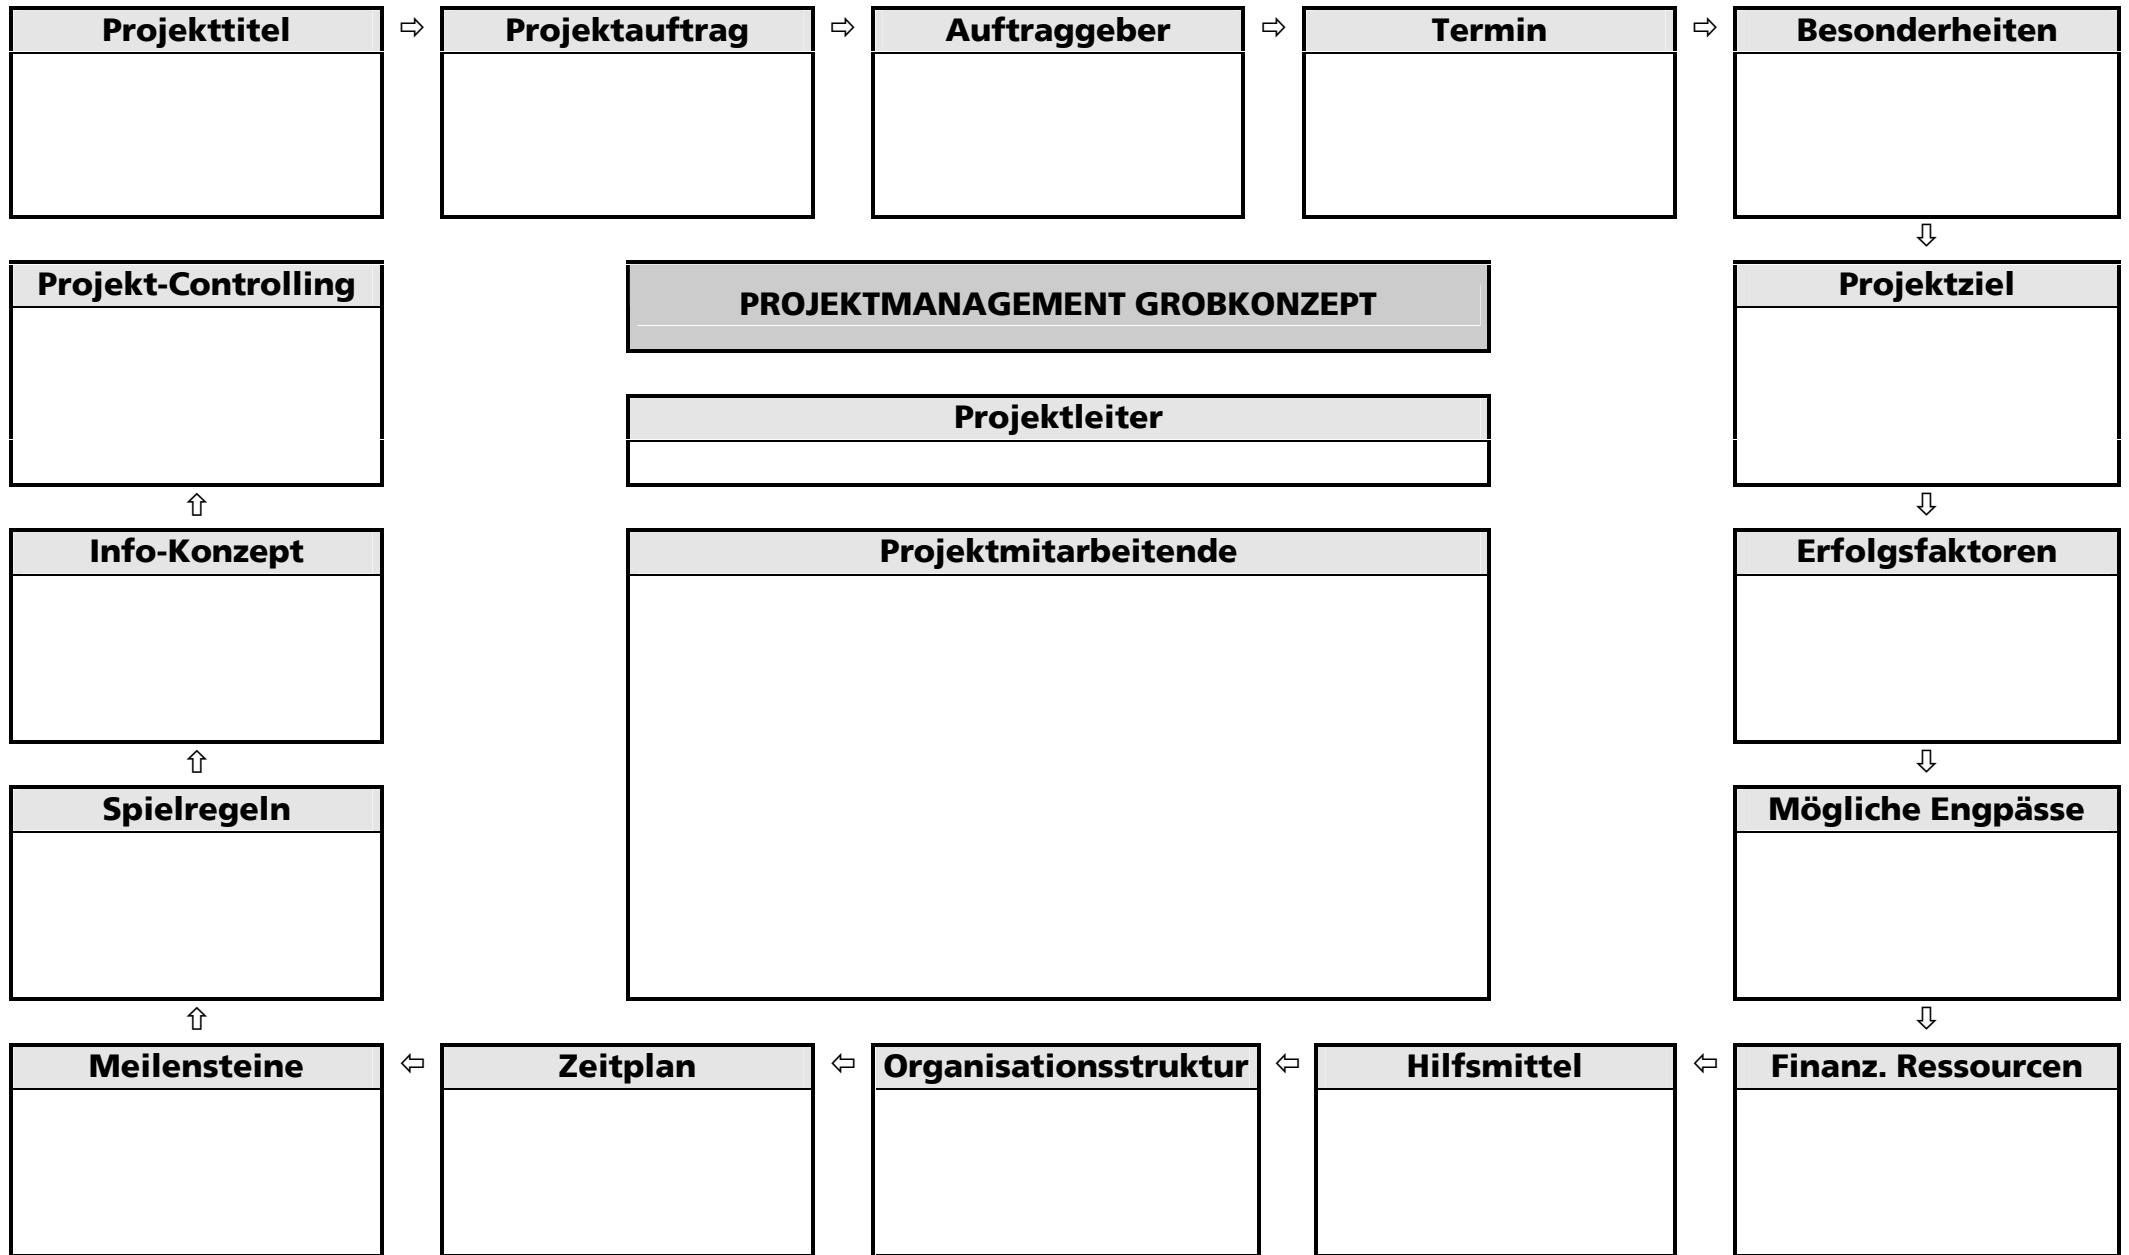 Projekttitel ⇨ Projektauftrag ⇨ Auftraggeber ⇨ Termin ⇨ Besonderheiten
⇩
Projekt-Controlling
PROJEKTMANAGEMENT GROBKONZEPT
Projektziel
Projektleiter
⇧ ⇩
Info-Konzept Projektmitarbeitende Erfolgsfaktoren
⇧ ⇩
Spielregeln Mögliche Engpässe
⇧ ⇩
Meilensteine ⇦ Zeitplan ⇦ Organisationsstruktur ⇦ Hilfsmittel ⇦ Finanz. Ressourcen